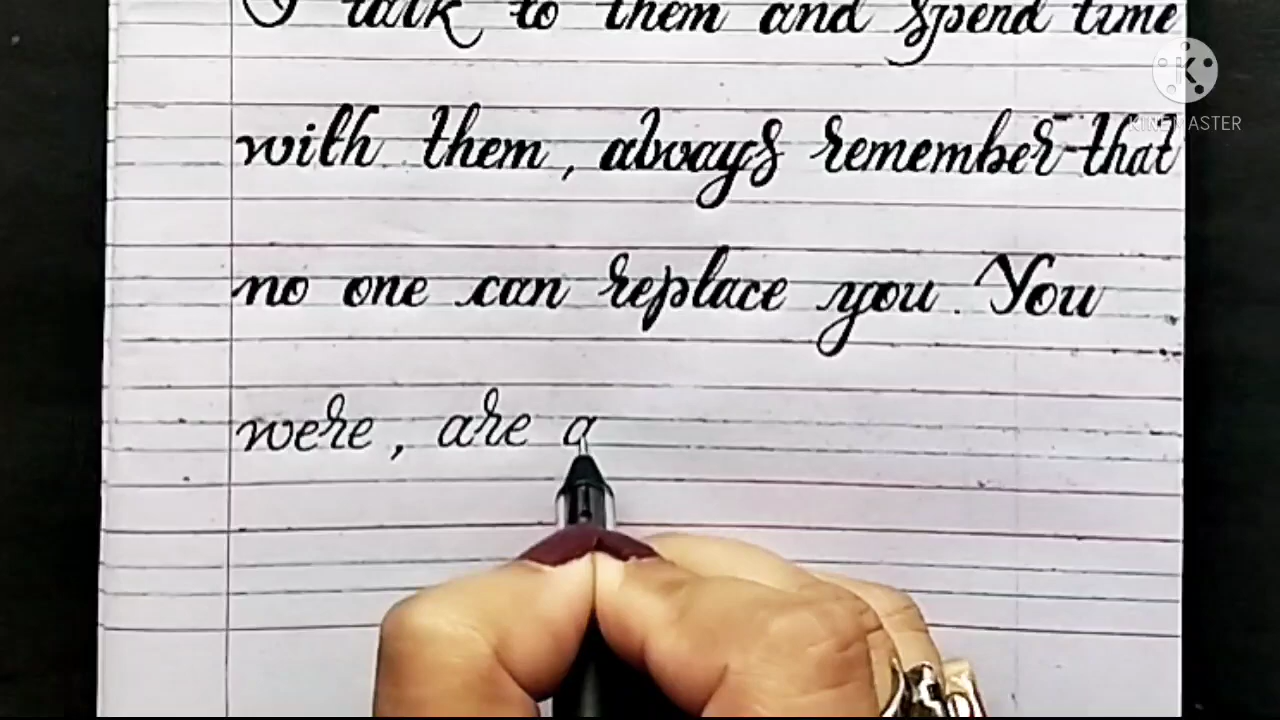 I talk to them and spend time
with them, always remember that
no one can replace you. You
were, are a
KINEMASTER